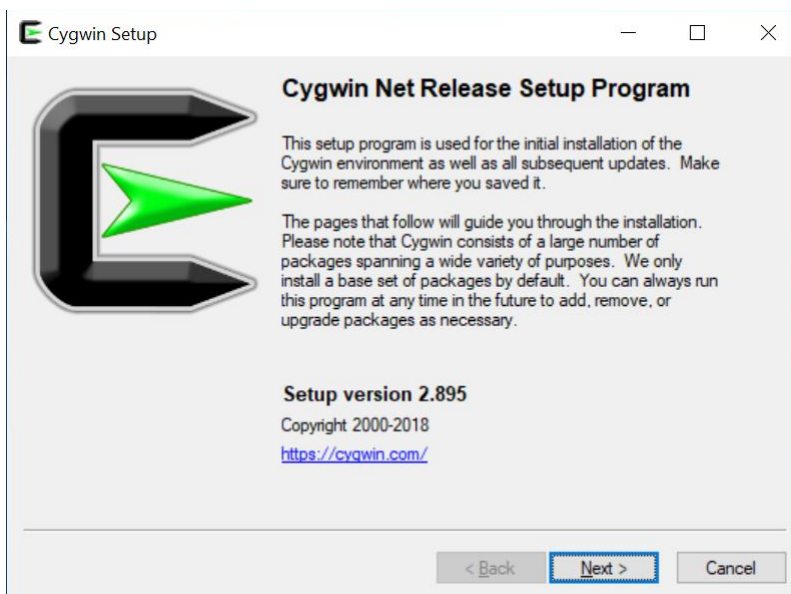 Cygwin Setup
Cygwin Net Release Setup Program
This setup program is used for the initial installation of the
Cygwin environment as well as all subsequent updates.  Make
sure to remember where you saved it.
The pages that follow will guide you through the installation.
Please note that Cygwin consists of a large number of
packages spanning a wide variety of purposes.  We only
install a base set of packages by default.  You can always run
this program at any time in the future to add, remove, or
upgrade packages as necessary.
Setup version 2.895
Copyright 2000-2018
https://cygwin.com/
< Back Next > Cancel